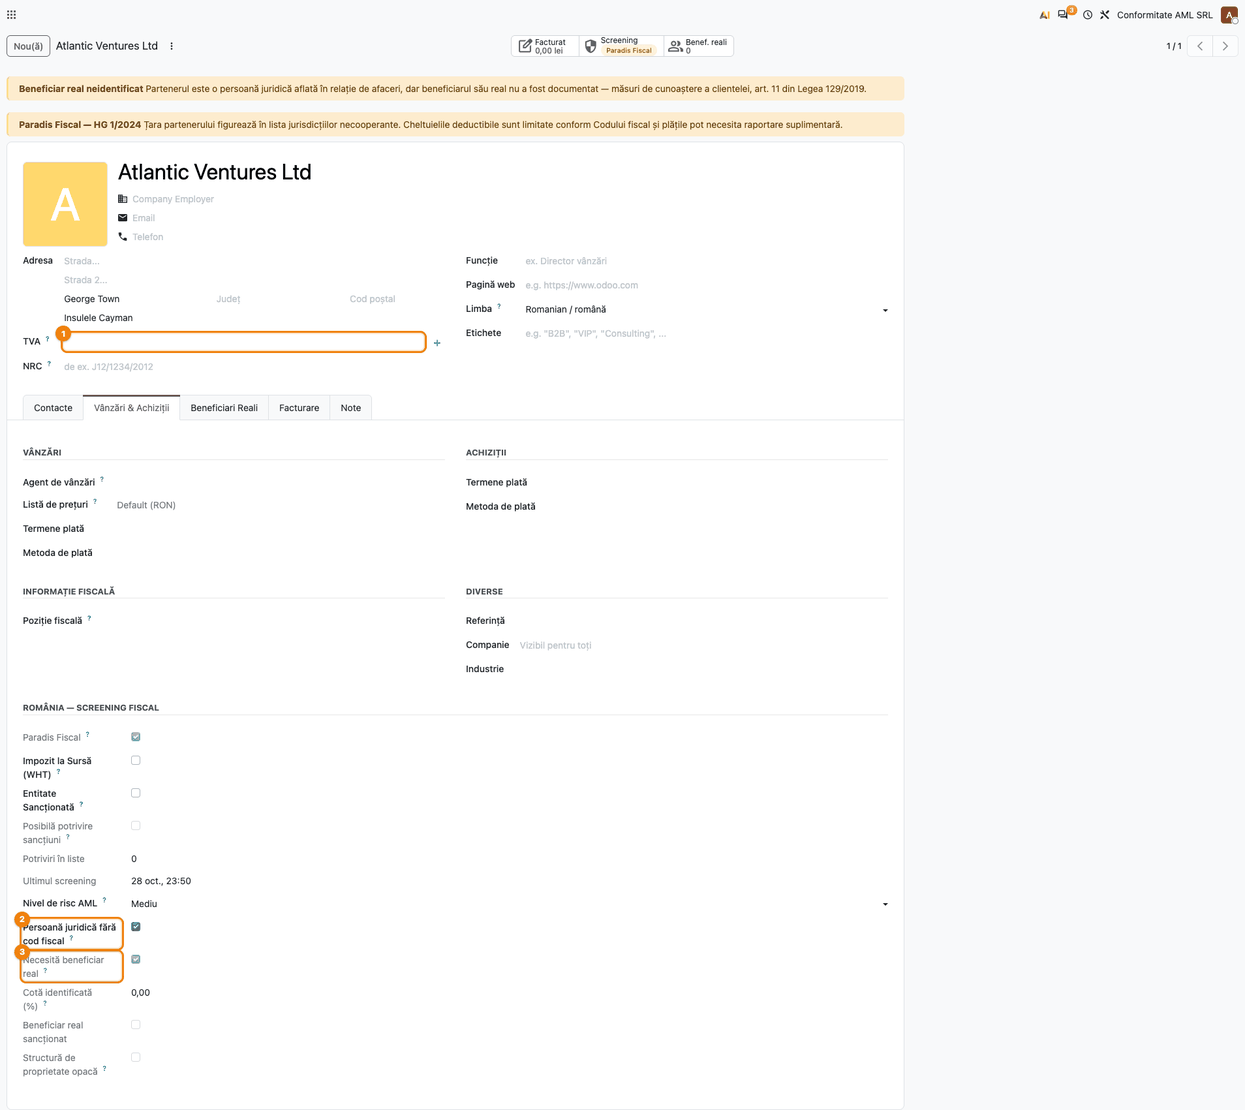 3
Conformitate AML SRL
A
Nou(ă)
Atlantic Ventures Ltd
Facturat
0,00 lei
Screening
Paradis Fiscal
Benef. reali
0
1 / 1
Beneficiar real neidentificat Partenerul este o persoană juridică aflată în relație de afaceri, dar beneficiarul său real nu a fost documentat — măsuri de cunoaștere a clientelei, art. 11 din Legea 129/2019.
Paradis Fiscal — HG 1/2024 Țara partenerului figurează în lista jurisdicțiilor necooperante. Cheltuielile deductibile sunt limitate conform Codului fiscal și plățile pot necesita raportare suplimentară.
A
Atlantic Ventures Ltd
Company Employer
Email
Telefon
Adresa Strada...
Strada 2...
George Town Județ Cod poștal
Insulele Cayman
1
TVA ?
NRC ? de ex. J12/1234/2012
Funcție ex. Director vânzări
Pagină web e.g. https://www.odoo.com
Limba ? Romanian / română
Etichete e.g. "B2B", "VIP", "Consulting", ...
Contacte Vânzări & Achiziții Beneficiari Reali Facturare Note
VÂNZĂRI
Agent de vânzări ?
Listă de prețuri ? Default (RON)
Termene plată
Metoda de plată
ACHIZIȚII
Termene plată
Metoda de plată
INFORMAȚIE FISCALĂ
Poziție fiscală ?
DIVERSE
Referință
Companie Vizibil pentru toți
Industrie
ROMÂNIA — SCREENING FISCAL
Paradis Fiscal ?
Impozit la Sursă
(WHT) ?
Entitate
Sancționată ?
Posibilă potrivire
sancțiuni ?
Potriviri în liste 0
Ultimul screening 28 oct., 23:50
Nivel de risc AML ? Mediu
2
Persoană juridică fără
cod fiscal ?
3
Necesită beneficiar
real ?
Cotă identificată 0,00
(%) ?
Beneficiar real
sancționat
Structură de
proprietate opacă ?